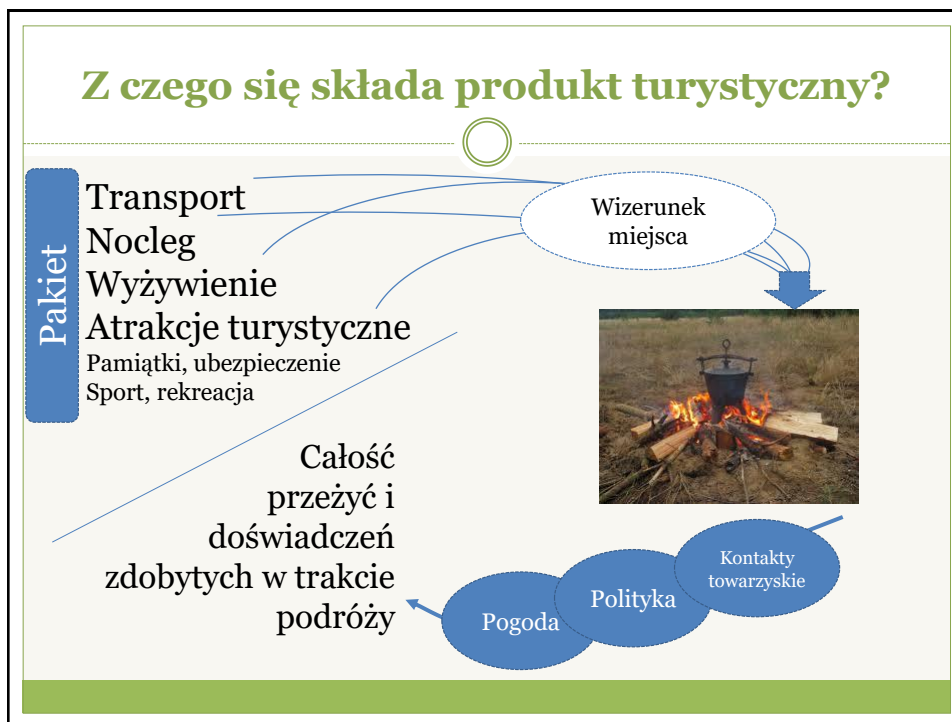 Z czego się składa produkt turystyczny?
Pakiet
Transport
Nocleg
Wyżywienie
Atrakcje turystyczne
Pamiątki, ubezpieczenie
Sport, rekreacja
Wizerunek
miejsca
Całość
przeżyć i
doświadczeń
zdobytych w trakcie
podróży
Pogoda
Polityka
Kontakty
towarzyskie